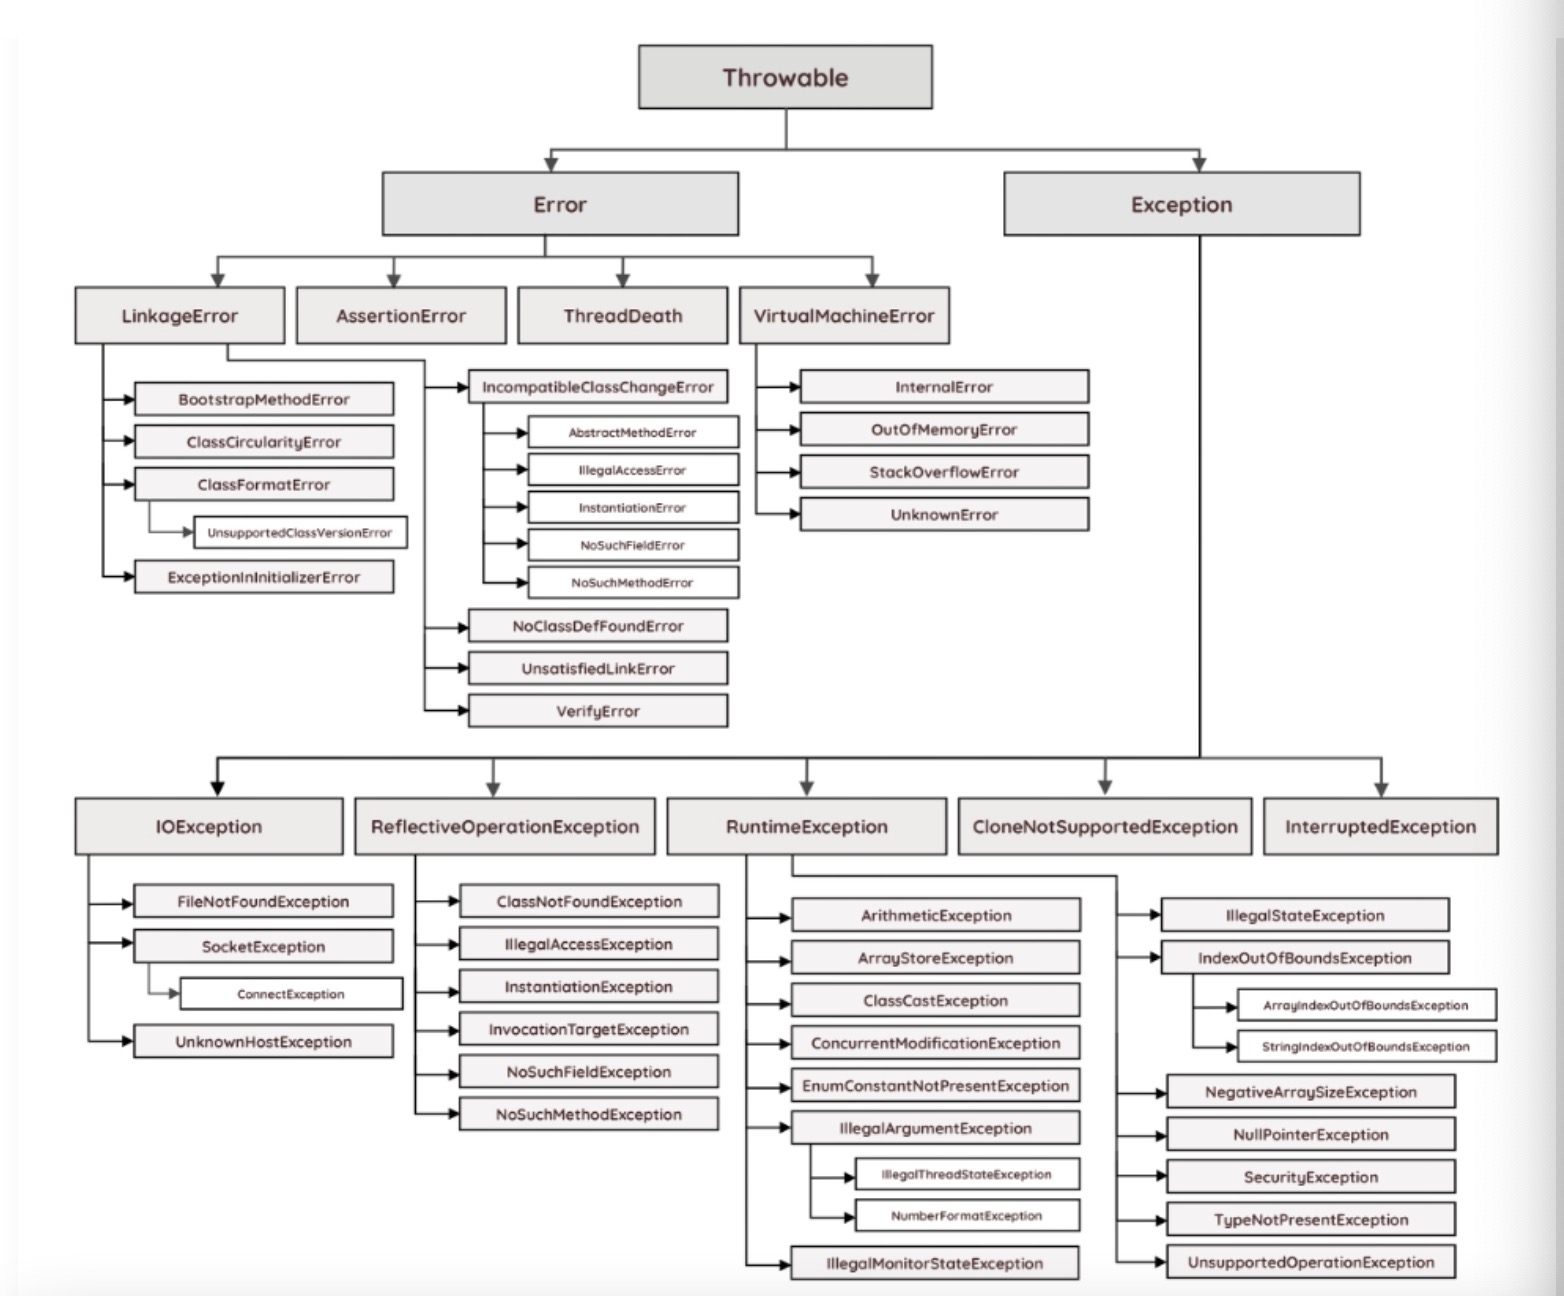 Throwable
Error
Exception
LinkageError
AssertionError
ThreadDeath
VirtualMachineError
BootstrapMethodError
ClassCircularityError
ClassFormatError
UnsupportedClassVersionError
ExceptionInInitializerError
IncompatibleClassChangeError
AbstractMethodError
IllegalAccessError
InstantiationError
NoSuchFieldError
NoSuchMethodError
NoClassDefFoundError
UnsatisfiedLinkError
VerifyError
InternalError
OutOfMemoryError
StackOverflowError
UnknownError
IOException
ReflectiveOperationException
RuntimeException
CloneNotSupportedException
InterruptedException
FileNotFoundException
SocketException
ConnectException
UnknownHostException
ClassNotFoundException
IllegalAccessException
InstantiationException
InvocationTargetException
NoSuchFieldException
NoSuchMethodException
ArithmeticException
ArrayStoreException
ClassCastException
ConcurrentModificationException
EnumConstantNotPresentException
IllegalArgumentException
IllegalThreadStateException
NumberFormatException
IllegalMonitorStateException
IllegalStateException
IndexOutOfBoundsException
ArrayIndexOutOfBoundsException
StringIndexOutOfBoundsException
NegativeArraySizeException
NullPointerException
SecurityException
TypeNotPresentException
UnsupportedOperationException